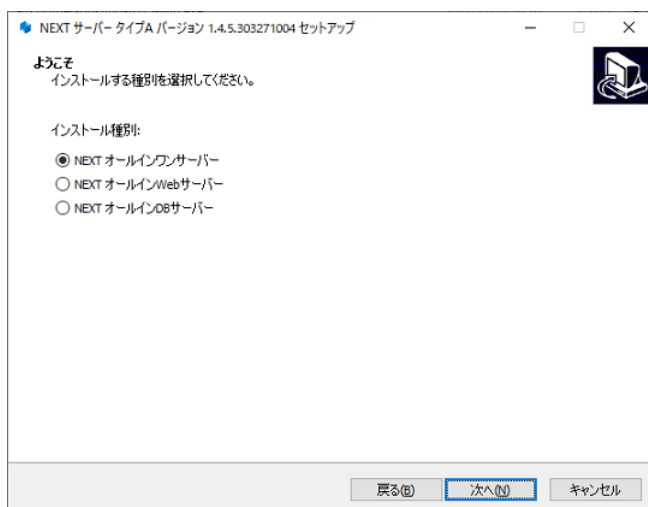 NEXT サーバー タイプA バージョン 1.4.5.303271004 セットアップ
ようこそ
インストールする種別を選択してください。
インストール種別:
NEXT オールインワンサーバー
NEXT オールインWebサーバー
NEXT オールインDBサーバー
戻る(B) 次へ(N) キャンセル